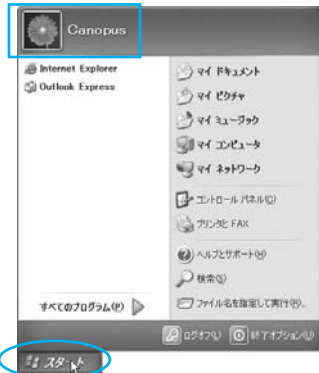 Canopus
Internet Explorer
Outlook Express
すべてのプログラム(P)
マイ ドキュメント
マイ ピクチャ
マイ ミュージック
マイ コンピュータ
マイ ネットワーク
コントロール パネル(C)
プリンタと FAX
ヘルプとサポート(H)
検索(S)
ファイル名を指定して実行(R)...
ログオフ(L)
終了オプション(U)
スタート